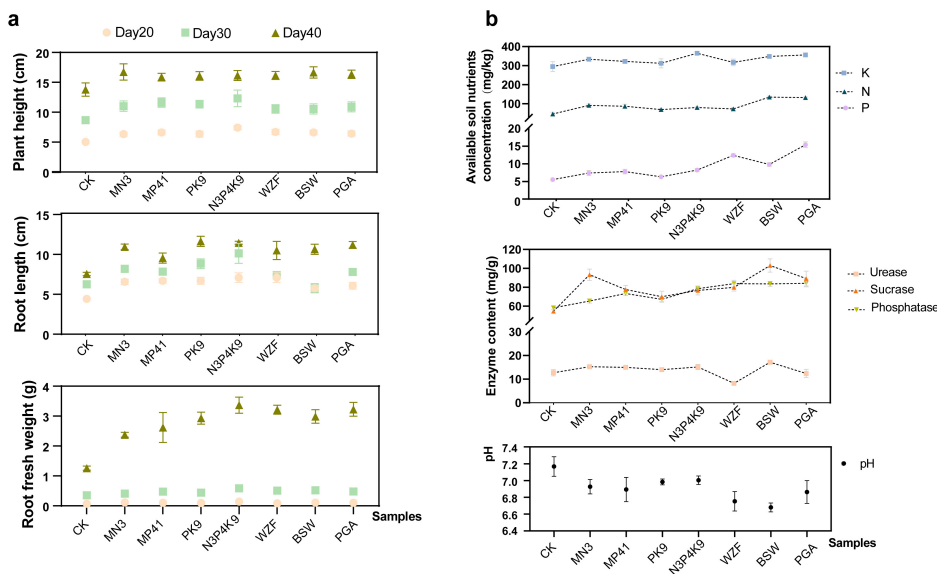 a
Day20 Day30 Day40
Plant height (cm)
20
15
10
5
0
CK MN3 MP41 PK9 N3P4K9 WZF BSW PGA
Root length (cm)
15
10
5
0
CK MN3 MP41 PK9 N3P4K9 WZF BSW PGA
Root fresh weight (g)
4
3
2
1
0
CK MN3 MP41 PK9 N3P4K9 WZF BSW PGA
Samples
b
Available soil nutrients
concentration (mg/kg)
400
300
200
100
20
15
10
5
0
K
N
P
CK MN3 MP41 PK9 N3P4K9 WZF BSW PGA
Enzyme content (mg/g)
120
100
80
60
30
20
10
0
Urease
Sucrase
Phosphatase
CK MN3 MP41 PK9 N3P4K9 WZF BSW PGA
pH
7.4
7.2
7.0
6.8
6.6
6.4
pH
CK MN3 MP41 PK9 N3P4K9 WZF BSW PGA
Samples